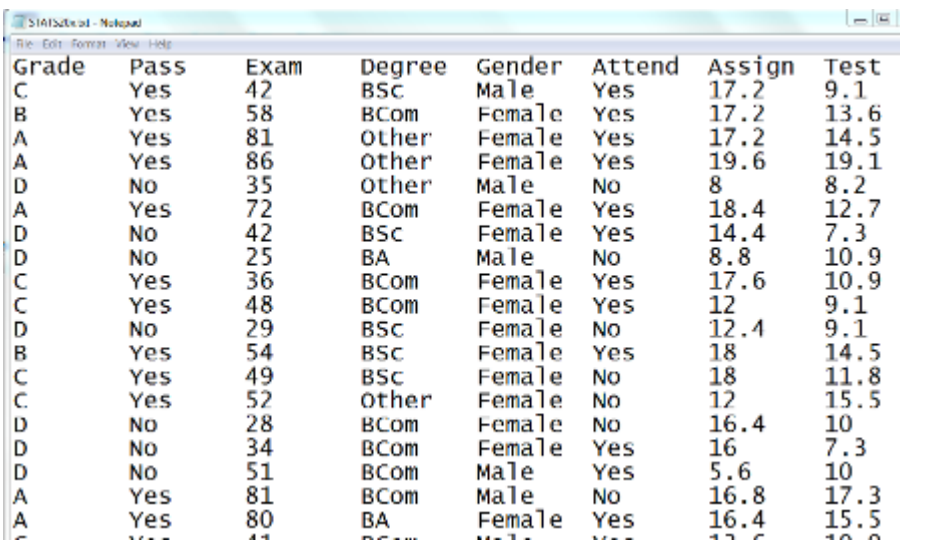 STATS20x.txt - Notepad
File Edit Format View Help
Grade Pass Exam Degree Gender Attend Assign Test
C Yes 42 BSc Male Yes 17.2 9.1
B Yes 58 BCom Female Yes 17.2 13.6
A Yes 81 Other Female Yes 17.2 14.5
A Yes 86 Other Female Yes 19.6 19.1
D No 35 Other Male No 8 8.2
A Yes 72 BCom Female Yes 18.4 12.7
D No 42 BSc Female Yes 14.4 7.3
D No 25 BA Male No 8.8 10.9
C Yes 36 BCom Female Yes 17.6 10.9
C Yes 48 BCom Female Yes 12 9.1
D No 29 BSc Female No 12.4 9.1
B Yes 54 BSc Female Yes 18 14.5
C Yes 49 BSc Female No 18 11.8
C Yes 52 Other Female No 12 15.5
D No 28 BCom Female No 16.4 10
D No 34 BCom Female Yes 16 7.3
D No 51 BCom Male Yes 5.6 10
A Yes 81 BCom Male No 16.8 17.3
A Yes 80 BA Female Yes 16.4 15.5